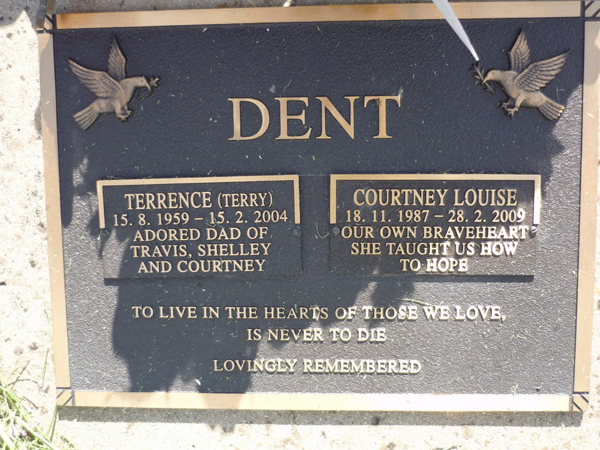 DENT
TERRENCE (TERRY)
15. 8. 1959 – 15. 2. 2004
ADORED DAD OF
TRAVIS, SHELLEY
AND COURTNEY
COURTNEY LOUISE
18. 11. 1987 – 28. 2. 2009
OUR OWN BRAVEHEART
SHE TAUGHT US HOW
TO HOPE
TO LIVE IN THE HEARTS OF THOSE WE LOVE,
IS NEVER TO DIE
LOVINGLY REMEMBERED